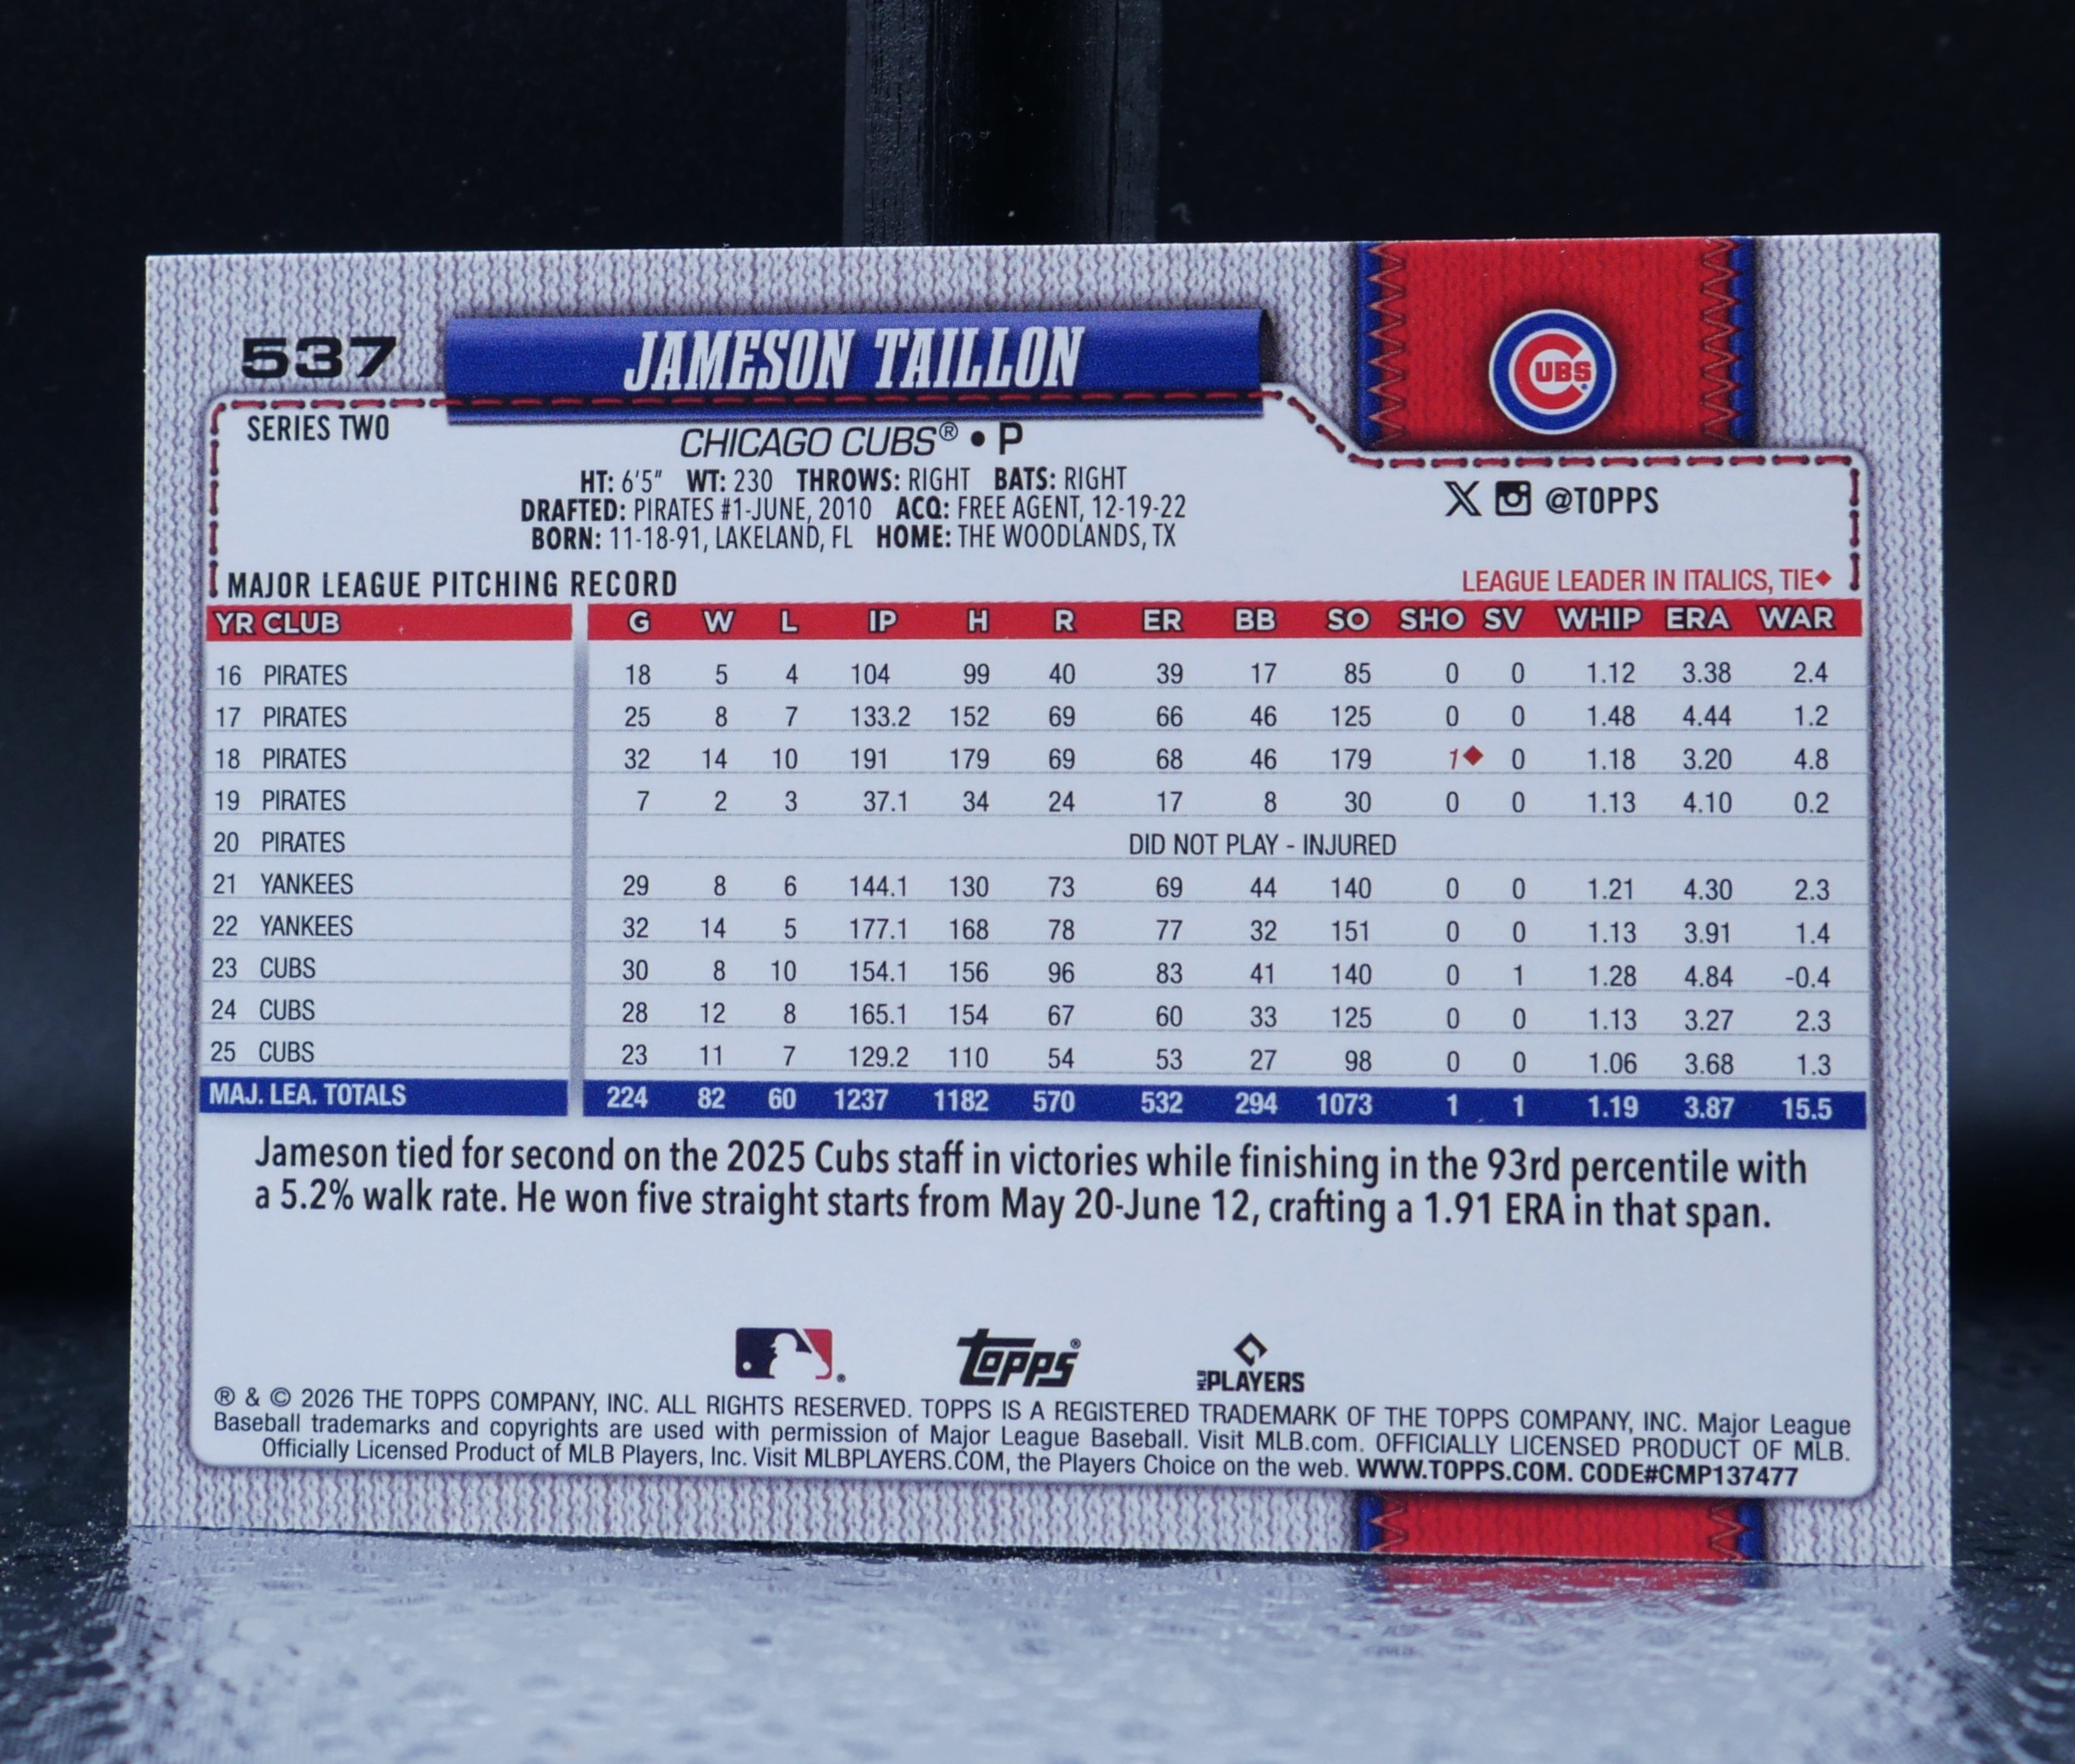 537
JAMESON TAILLON
CUBS
SERIES TWO
CHICAGO CUBS® • P
HT: 6'5" WT: 230 THROWS: RIGHT BATS: RIGHT
DRAFTED: PIRATES #1-JUNE, 2010 ACQ: FREE AGENT, 12-19-22
BORN: 11-18-91, LAKELAND, FL HOME: THE WOODLANDS, TX
X @TOPPS
MAJOR LEAGUE PITCHING RECORD
LEAGUE LEADER IN ITALICS, TIE◆
YR CLUB G W L IP H R ER BB SO SHO SV WHIP ERA WAR
16 PIRATES 18 5 4 104 99 40 39 17 85 0 0 1.12 3.38 2.4
17 PIRATES 25 8 7 133.2 152 69 66 46 125 0 0 1.48 4.44 1.2
18 PIRATES 32 14 10 191 179 69 68 46 179 1◆ 0 1.18 3.20 4.8
19 PIRATES 7 2 3 37.1 34 24 17 8 30 0 0 1.13 4.10 0.2
20 PIRATES DID NOT PLAY - INJURED
21 YANKEES 29 8 6 144.1 130 73 69 44 140 0 0 1.21 4.30 2.3
22 YANKEES 32 14 5 177.1 168 78 77 32 151 0 0 1.13 3.91 1.4
23 CUBS 30 8 10 154.1 156 96 83 41 140 0 1 1.28 4.84 -0.4
24 CUBS 28 12 8 165.1 154 67 60 33 125 0 0 1.13 3.27 2.3
25 CUBS 23 11 7 129.2 110 54 53 27 98 0 0 1.06 3.68 1.3
MAJ. LEA. TOTALS 224 82 60 1237 1182 570 532 294 1073 1 1 1.19 3.87 15.5
Jameson tied for second on the 2025 Cubs staff in victories while finishing in the 93rd percentile with
a 5.2% walk rate. He won five straight starts from May 20-June 12, crafting a 1.91 ERA in that span.
Topps®
MLB PLAYERS
® & © 2026 THE TOPPS COMPANY, INC. ALL RIGHTS RESERVED. TOPPS IS A REGISTERED TRADEMARK OF THE TOPPS COMPANY, INC. Major League
Baseball trademarks and copyrights are used with permission of Major League Baseball. Visit MLB.com. OFFICIALLY LICENSED PRODUCT OF MLB.
Officially Licensed Product of MLB Players, Inc. Visit MLBPLAYERS.COM, the Players Choice on the web. WWW.TOPPS.COM. CODE#CMP137477